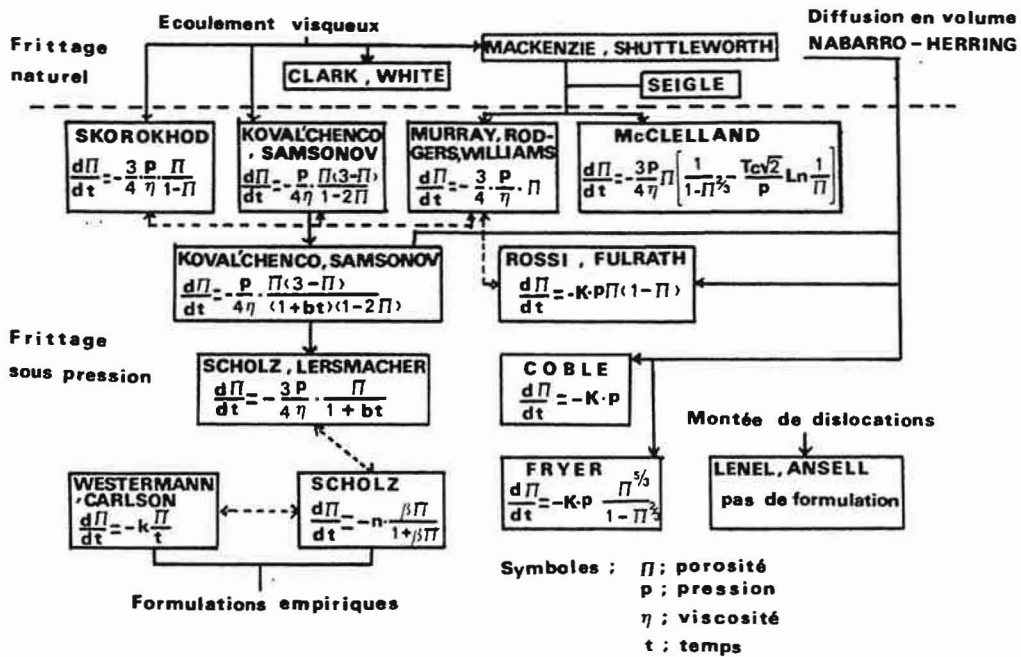 Ecoulement visqueux
Diffusion en volume
NABARRO-HERRING
Frittage
naturel
MACKENZIE, SHUTTLEWORTH
CLARK, WHITE
SEIGLE
SKOROKHOD
dΠ/dt = -3/4 · p/η · Π/1-Π
KOVAL'CHENCO
, SAMSONOV
dΠ/dt = -p/4η · Π(3-Π)/1-2Π
MURRAY, ROD-
GERS, WILLIAMS
dΠ/dt = -3/4 · p/η · Π
McCLELLAND
dΠ/dt = -3p/4η Π [1/1-Π^2/3 - Tc√2/p Ln 1/Π]
KOVAL'CHENCO, SAMSONOV
dΠ/dt = -p/4η · Π(3-Π)/(1+bt)(1-2Π)
ROSSI, FULRATH
dΠ/dt = -K·pΠ(1-Π)
Frittage
sous pression
SCHOLZ, LERSMACHER
dΠ/dt = -3/4 p/η · Π/1+bt
COBLE
dΠ/dt = -K·p
Montée de dislocations
WESTERMANN
, CARLSON
dΠ/dt = -k Π/t
SCHOLZ
dΠ/dt = -n · βΠ/1+βΠ
FRYER
dΠ/dt = -K·p Π^5/3/1-Π^2/3
LENEL, ANSELL
pas de formulation
Formulations empiriques
Symboles ; Π ; porosité
p ; pression
η ; viscosité
t ; temps